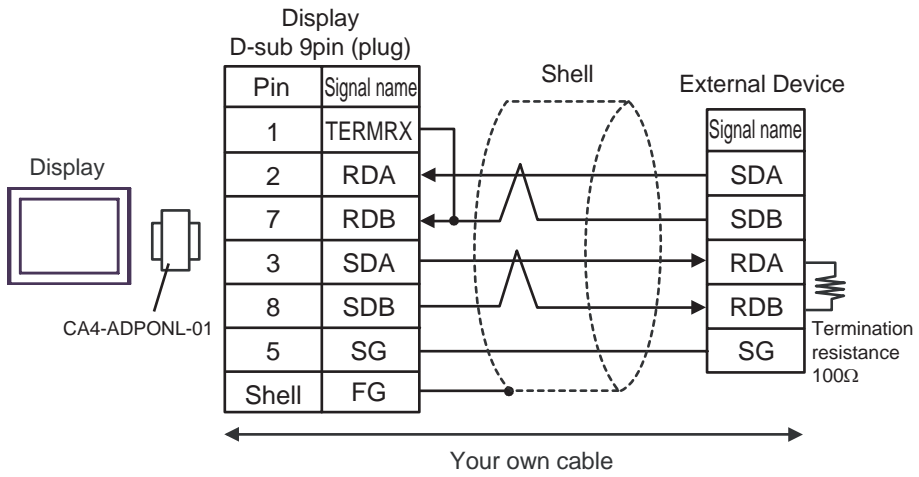 Display
D-sub 9pin (plug)
Shell
External Device
Pin Signal name
Signal name
1 TERMRX
Display
2 RDA
SDA
7 RDB
SDB
3 SDA
RDA
8 SDB
RDB
CA4-ADPONL-01
5 SG
SG
Termination
resistance
100Ω
Shell FG
Your own cable